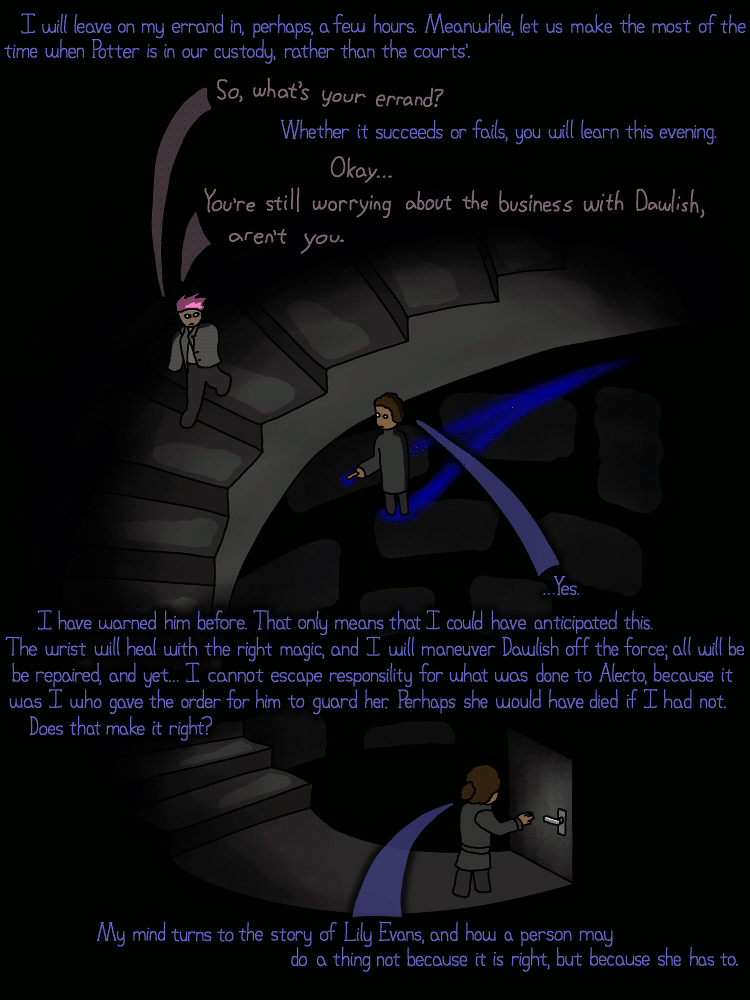 I will leave on my errand in, perhaps, a few hours. Meanwhile, let us make the most of the
time when Potter is in our custody, rather than the courts'.
So, what's your errand?
Whether it succeeds or fails, you will learn this evening.
Okay...
You're still worrying about the business with Dawlish,
aren't you.
...Yes.
I have warned him before. That only means that I could have anticipated this.
The wrist will heal with the right magic, and I will maneuver Dawlish off the force; all will be
be repaired, and yet... I cannot escape responsility for what was done to Alecto, because it
was I who gave the order for him to guard her. Perhaps she would have died if I had not.
Does that make it right?
My mind turns to the story of Lily Evans, and how a person may
do a thing not because it is right, but because she has to.